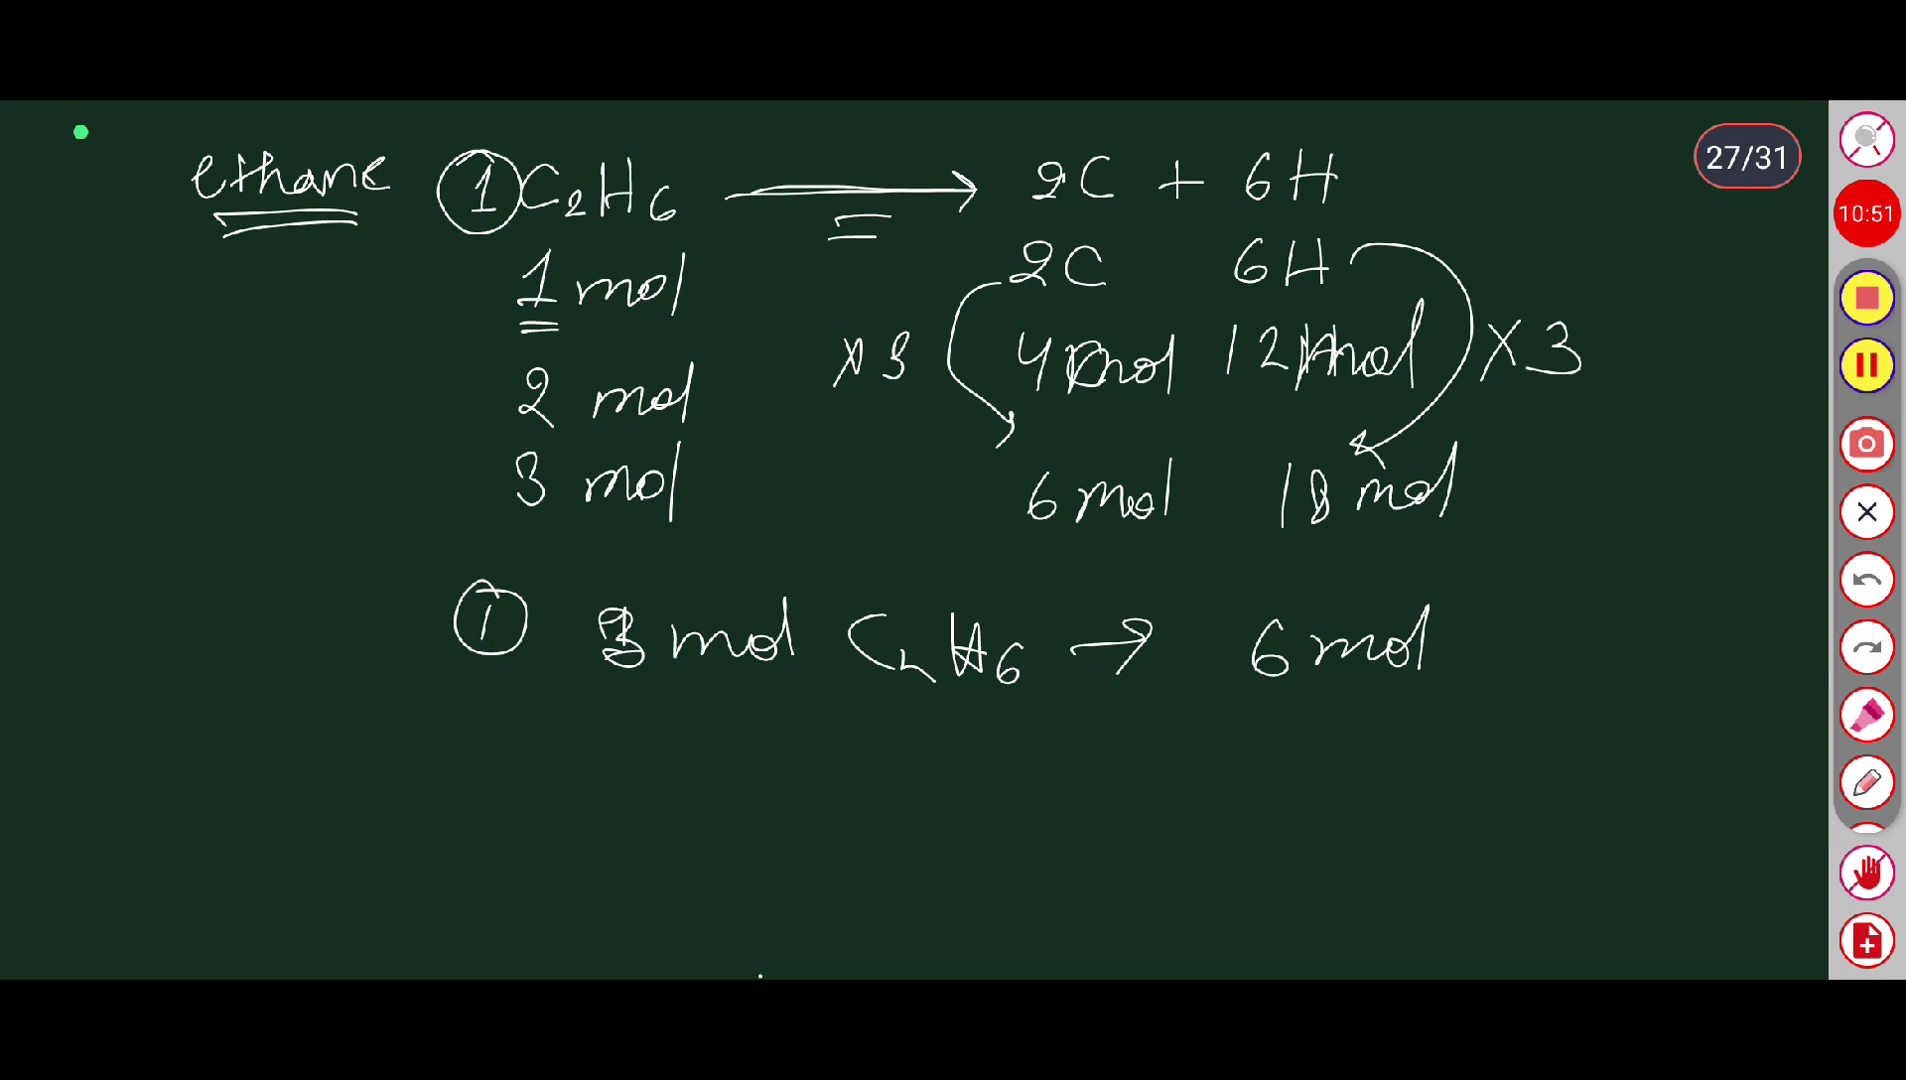 27/31
10:51
ethane ① C₂H₆ → 2C + 6H
1 mol 2C 6H
2 mol ×3 4 mol 12 mol ×3
3 mol 6 mol 18 mol
① 3 mol C₂H₆ → 6 mol